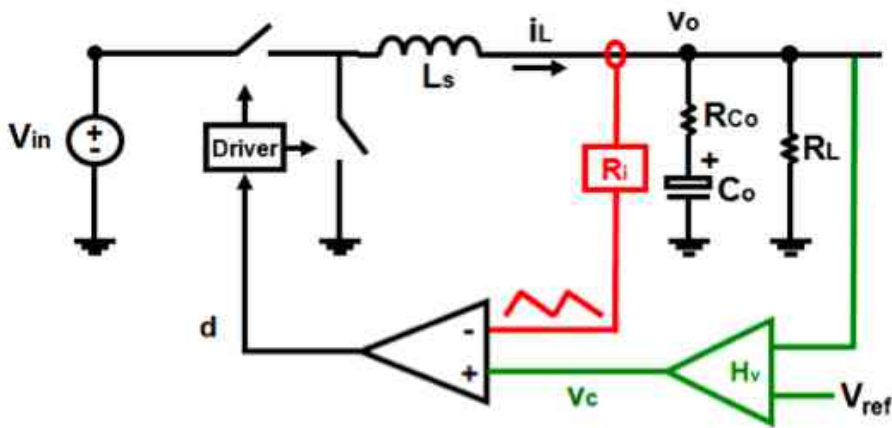 iL
vo
Ls
Vin
+
-
Driver
RCo
+
Co
RL
Ri
d
-
+
vc
Hv
Vref